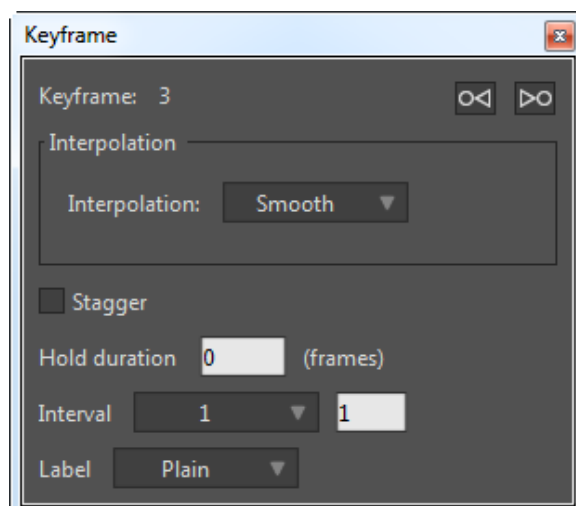 Keyframe
Keyframe: 3
Interpolation
Interpolation: Smooth
Stagger
Hold duration 0 (frames)
Interval 1 1
Label Plain